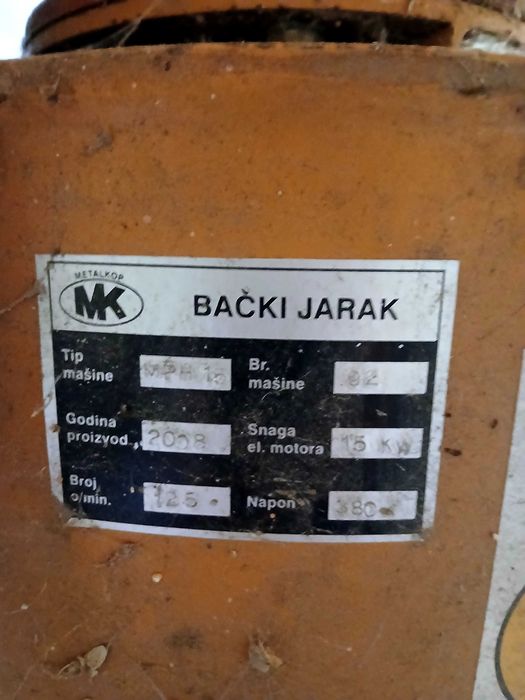 METALKOP
MK
BAČKI JARAK
Tip
mašine
Br.
mašine 92
Godina
proizvod. 2008
Snaga
el. motora 15 KW
Broj
o/min. 125
Napon 380